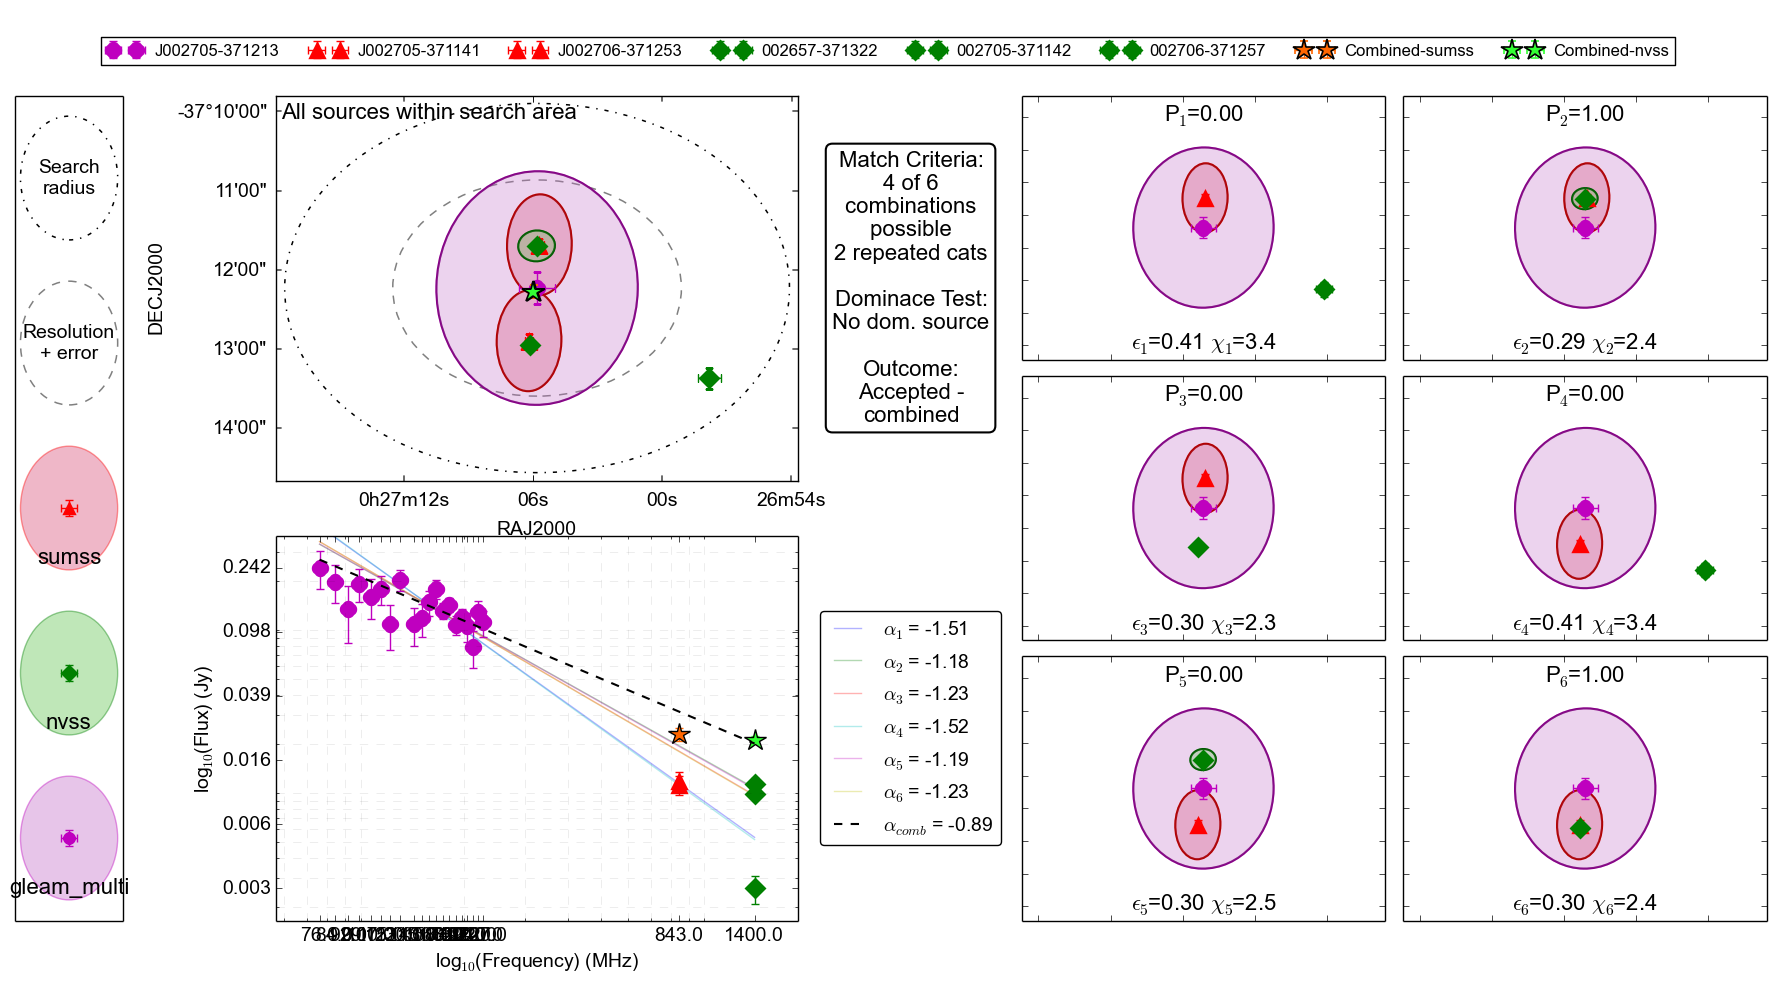 J002705-371213 J002705-371141 J002706-371253 002657-371322 002705-371142 002706-371257 Combined-sumss Combined-nvss
Search
radius
Resolution
+ error
sumss
nvss
gleam_multi
All sources within search area
DECJ2000
-37°10'00"
11'00"
12'00"
13'00"
14'00"
0h27m12s 06s 00s 26m54s
RAJ2000
log10(Flux) (Jy)
0.242
0.098
0.039
0.016
0.006
0.003
843.0 1400.0
log10(Frequency) (MHz)
Match Criteria:
4 of 6
combinations
possible
2 repeated cats
Dominace Test:
No dom. source
Outcome:
Accepted -
combined
α1 = -1.51
α2 = -1.18
α3 = -1.23
α4 = -1.52
α5 = -1.19
α6 = -1.23
αcomb = -0.89
P1=0.00
ϵ1=0.41 χ1=3.4
P2=1.00
ϵ2=0.29 χ2=2.4
P3=0.00
ϵ3=0.30 χ3=2.3
P4=0.00
ϵ4=0.41 χ4=3.4
P5=0.00
ϵ5=0.30 χ5=2.5
P6=1.00
ϵ6=0.30 χ6=2.4